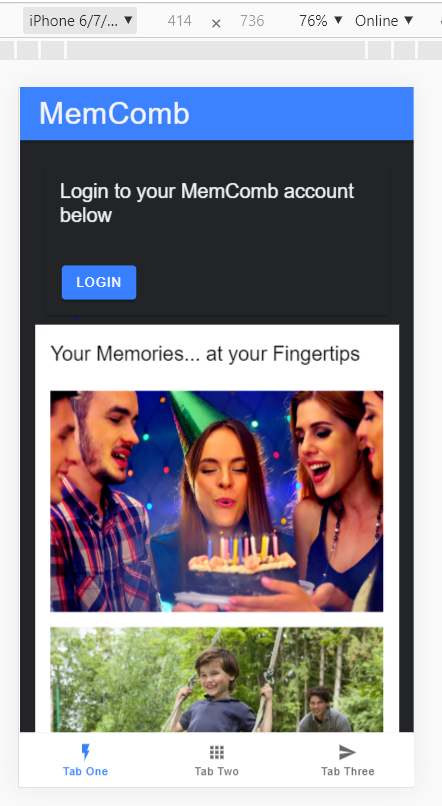 iPhone 6/7/... ▼ 414 × 736 76% ▼ Online ▼
MemComb
Login to your MemComb account
below
LOGIN
Your Memories... at your Fingertips
Tab One Tab Two Tab Three